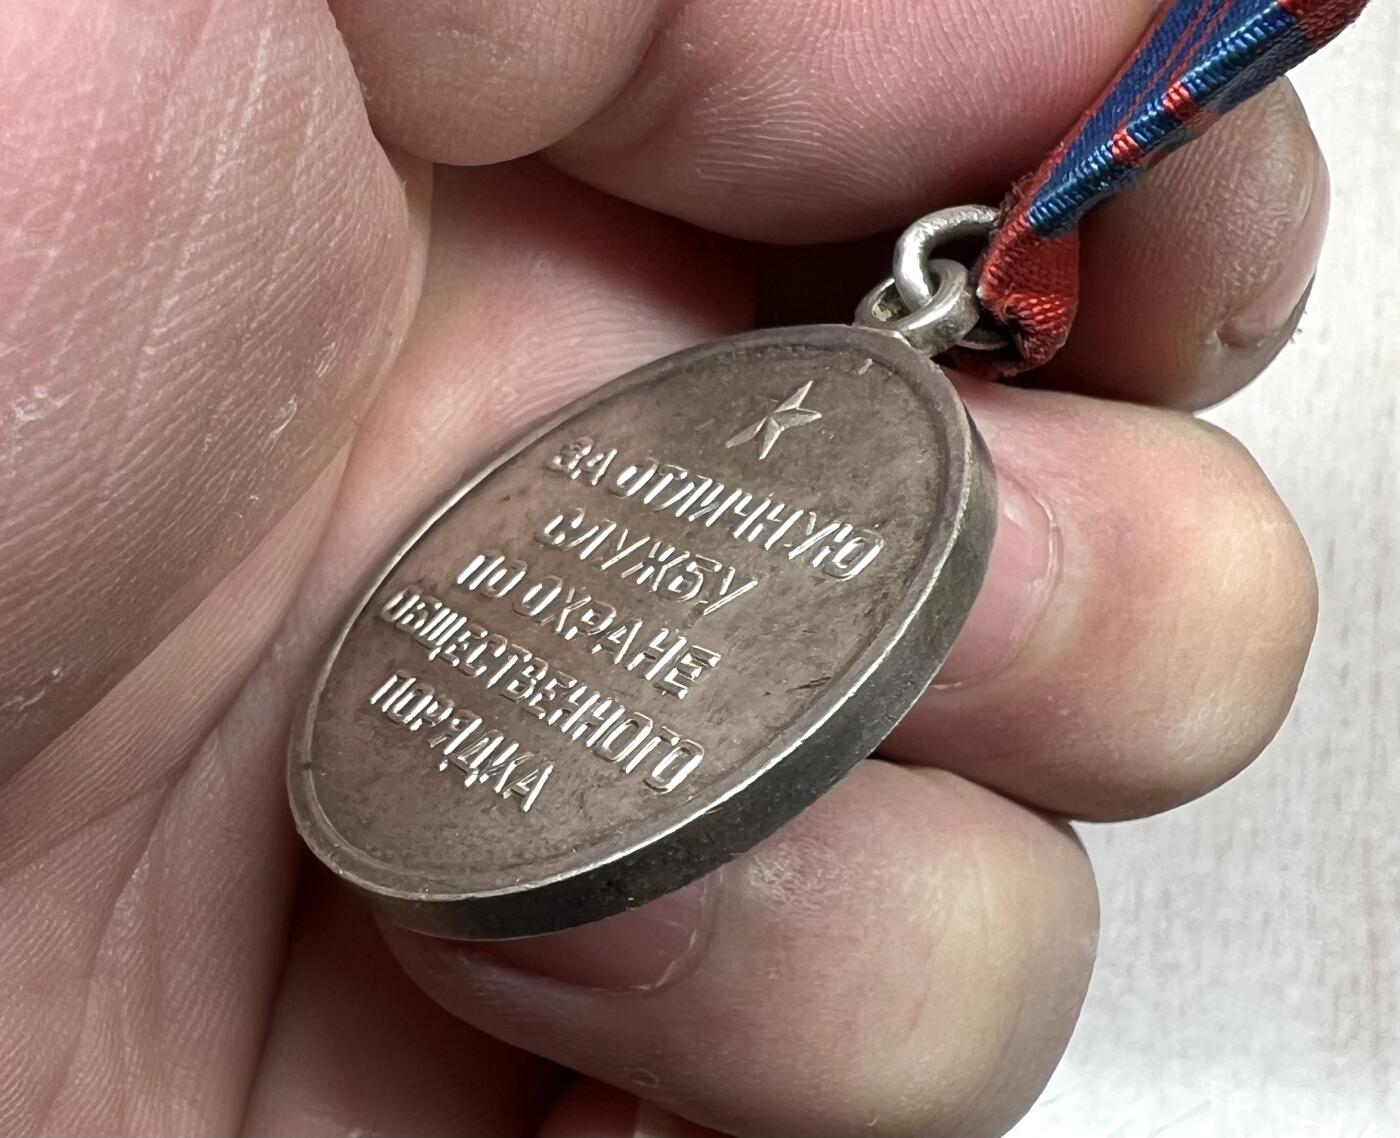 ЗА ОТЛИЧНУЮ
СЛУЖБУ
ПО ОХРАНЕ
ОБЩЕСТВЕННОГО
ПОРЯДКА